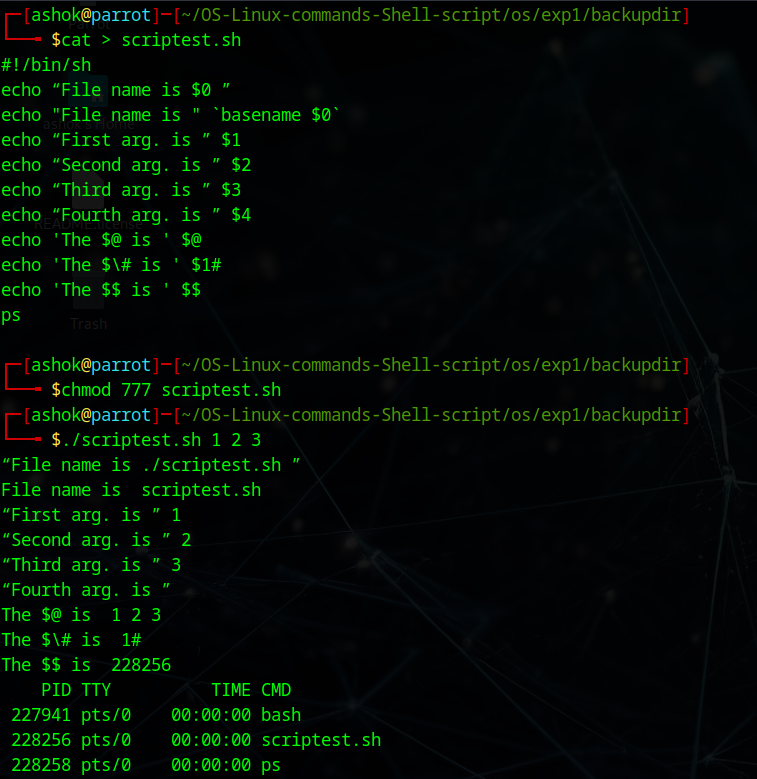 ┌─[ashok@parrot]─[~/OS-Linux-commands-Shell-script/os/exp1/backupdir]
└──╼ $cat > scriptest.sh
#!/bin/sh
echo “File name is $0 ”
echo "File name is " `basename $0`
echo “First arg. is ” $1
echo “Second arg. is ” $2
echo “Third arg. is ” $3
echo “Fourth arg. is ” $4
echo 'The $@ is ' $@
echo 'The $\# is ' $1#
echo 'The $$ is ' $$
ps
Trash
┌─[ashok@parrot]─[~/OS-Linux-commands-Shell-script/os/exp1/backupdir]
└──╼ $chmod 777 scriptest.sh
┌─[ashok@parrot]─[~/OS-Linux-commands-Shell-script/os/exp1/backupdir]
└──╼ $./scriptest.sh 1 2 3
“File name is ./scriptest.sh ”
File name is  scriptest.sh
“First arg. is ” 1
“Second arg. is ” 2
“Third arg. is ” 3
“Fourth arg. is ”
The $@ is  1 2 3
The $\# is  1#
The $$ is  228256
    PID TTY          TIME CMD
 227941 pts/0    00:00:00 bash
 228256 pts/0    00:00:00 scriptest.sh
 228258 pts/0    00:00:00 ps